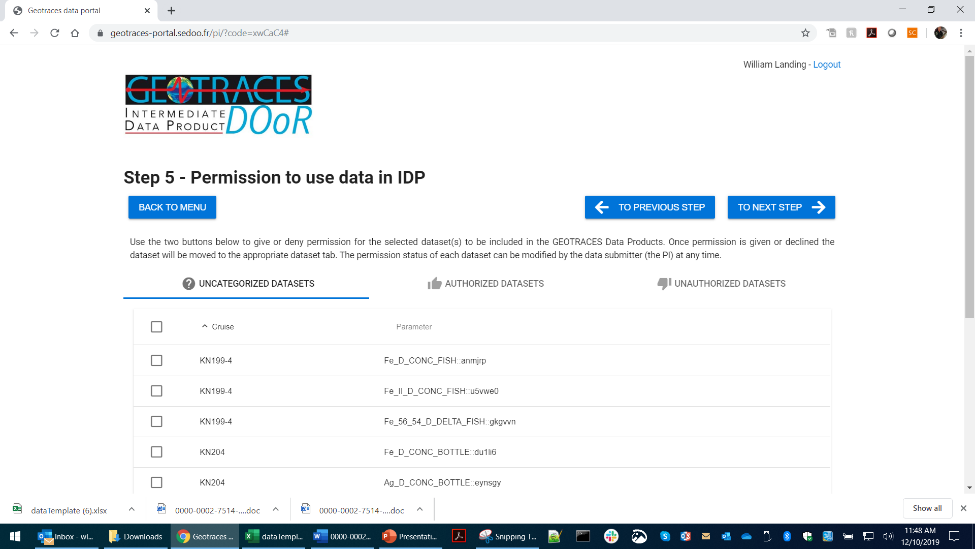 Geotraces data portal
geotraces-portal.sedoo.fr/pi/?code=xwCaC4#
William Landing - Logout
GEOTRACES
INTERMEDIATE
DATA PRODUCT
DOoR
Step 5 - Permission to use data in IDP
BACK TO MENU
TO PREVIOUS STEP
TO NEXT STEP
Use the two buttons below to give or deny permission for the selected dataset(s) to be included in the GEOTRACES Data Products. Once permission is given or declined the
dataset will be moved to the appropriate dataset tab. The permission status of each dataset can be modified by the data submitter (the PI) at any time.
UNCATEGORIZED DATASETS
AUTHORIZED DATASETS
UNAUTHORIZED DATASETS
Cruise Parameter
KN199-4 Fe_D_CONC_FISH::anmjrp
KN199-4 Fe_II_D_CONC_FISH::u5vwe0
KN199-4 Fe_56_54_D_DELTA_FISH::gkgvvn
KN204 Fe_D_CONC_BOTTLE::du1li6
KN204 Ag_D_CONC_BOTTLE::eynsgy
dataTemplate (6).xlsx
0000-0002-7514-....doc
0000-0002-7514-....doc
Show all
Inbox - wi...
Downloads
Geotraces ...
dataTempl...
0000-0002...
Presentati...
Snipping T...
11:48 AM
12/10/2019